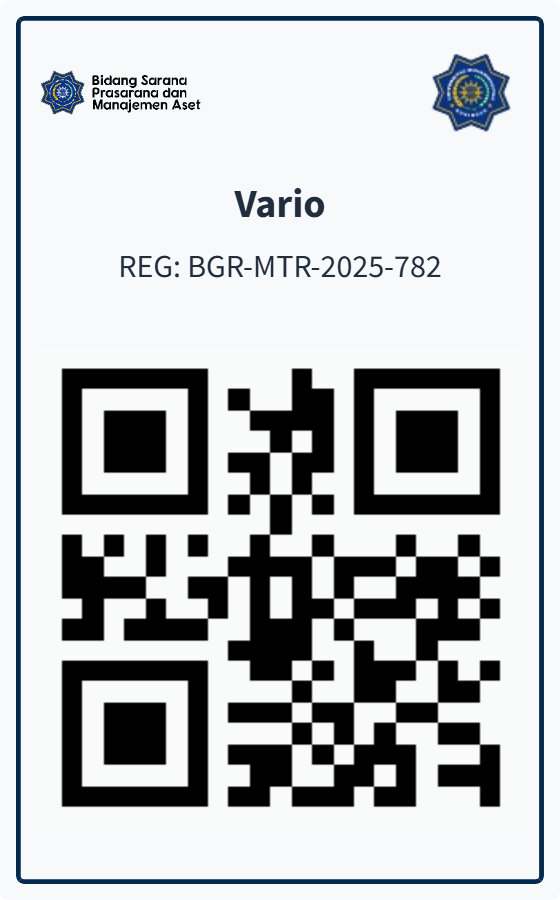 Bidang Sarana
Prasarana dan
Manajemen Aset
Vario
REG: BGR-MTR-2025-782